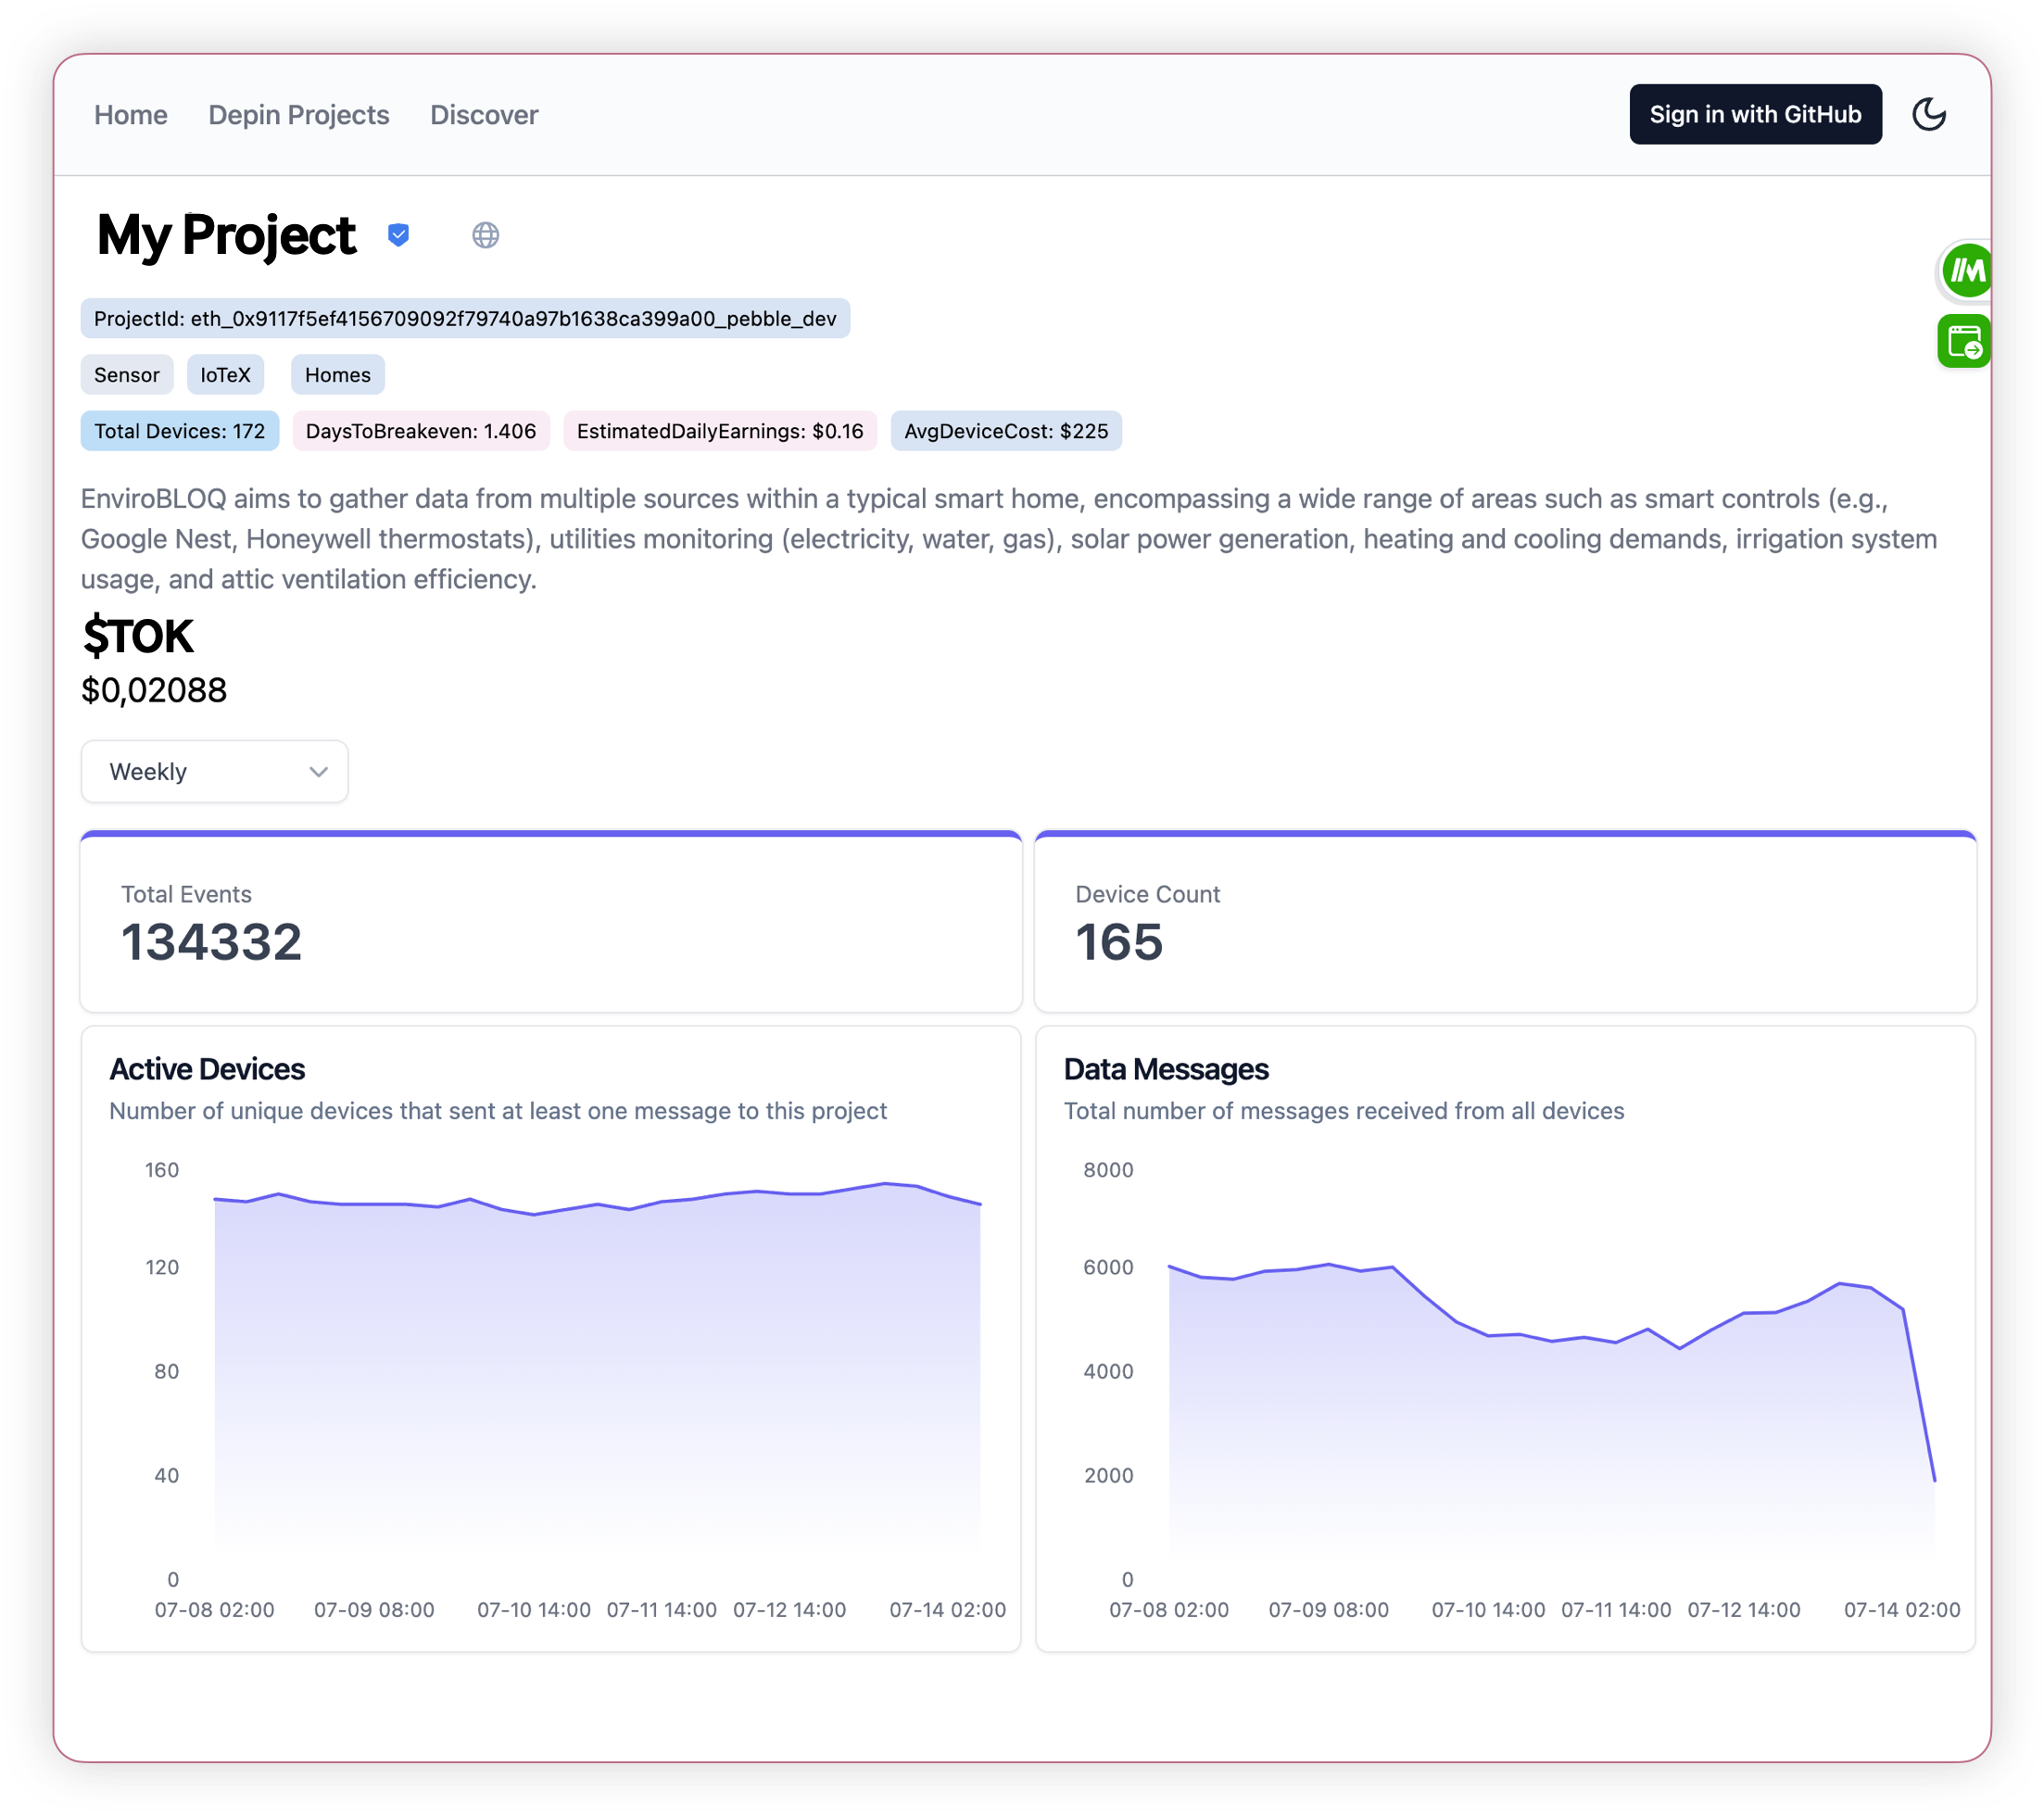 Home Depin Projects Discover Sign in with GitHub
My Project
ProjectId: eth_0x9117f5ef4156709092f79740a97b1638ca399a00_pebble_dev
Sensor IoTeX Homes
Total Devices: 172 DaysToBreakeven: 1.406 EstimatedDailyEarnings: $0.16 AvgDeviceCost: $225
EnviroBLOQ aims to gather data from multiple sources within a typical smart home, encompassing a wide range of areas such as smart controls (e.g.,
Google Nest, Honeywell thermostats), utilities monitoring (electricity, water, gas), solar power generation, heating and cooling demands, irrigation system
usage, and attic ventilation efficiency.
$TOK
$0,02088
Weekly
Total Events
134332
Device Count
165
Active Devices
Number of unique devices that sent at least one message to this project
160
120
80
40
0
07-08 02:00 07-09 08:00 07-10 14:00 07-11 14:00 07-12 14:00 07-14 02:00
Data Messages
Total number of messages received from all devices
8000
6000
4000
2000
0
07-08 02:00 07-09 08:00 07-10 14:00 07-11 14:00 07-12 14:00 07-14 02:00